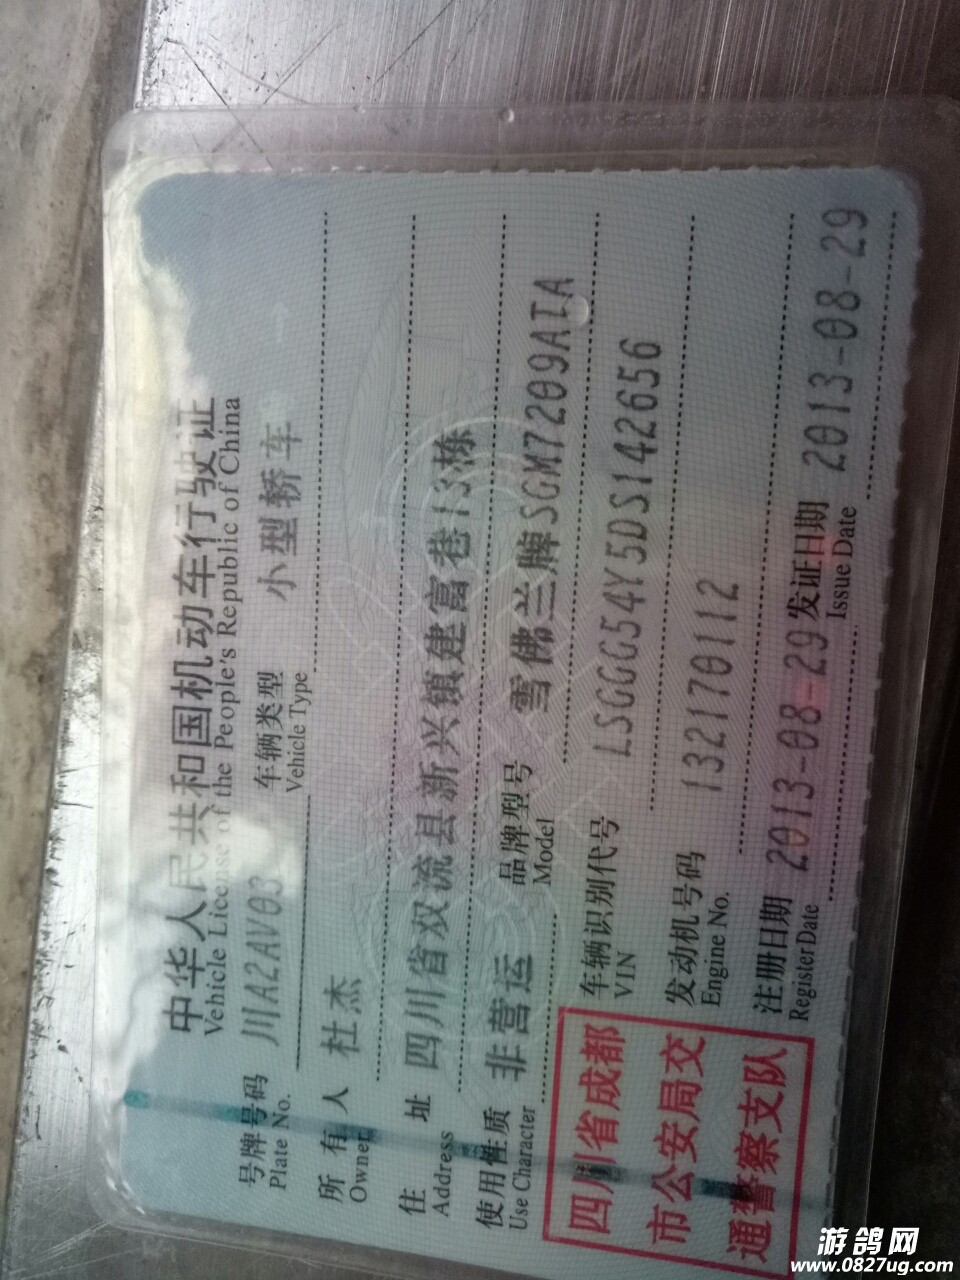 中华人民共和国机动车行驶证
Vehicle License of the People's Republic of China
号牌号码 川A2AV03 车辆类型 小型轿车
Plate No. Vehicle Type
所有人 杜杰
Owner
住址 四川省双流县新兴镇建富巷13栋
Address
使用性质 非营运 品牌型号 雪佛兰牌SGM7209ATA
Use Character Model
四川省成都
市公安局交
通警察支队
车辆识别代号 LSGGG54Y5DS142656
VIN
发动机号码 132170112
Engine No.
注册日期 2013-08-29 发证日期 2013-08-29
Register Date Issue Date
游鸽网
www.0827ug.com